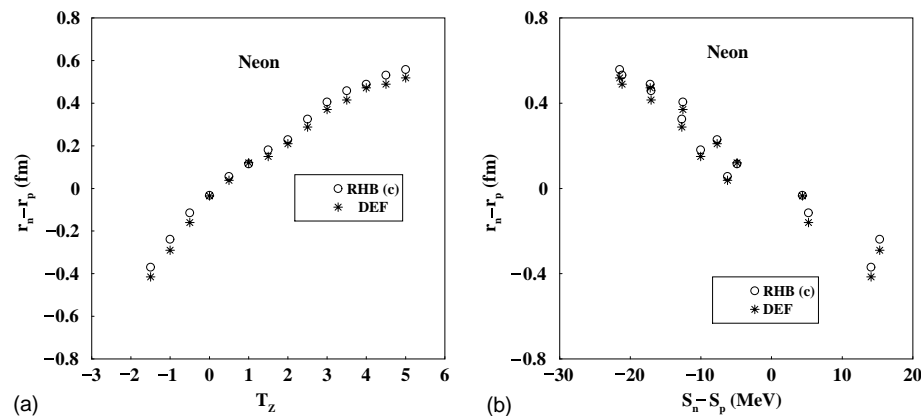 0.8
0.6
0.4
0.2
0
−0.2
−0.4
−0.6
−0.8
r_n−r_p (fm)
Neon
RHB (c)
DEF
−3 −2 −1 0 1 2 3 4 5 6
T_Z
(a)
0.8
0.4
0
−0.4
−0.8
r_n−r_p (fm)
Neon
RHB (c)
DEF
−30 −20 −10 0 10 20
S_n−S_p (MeV)
(b)